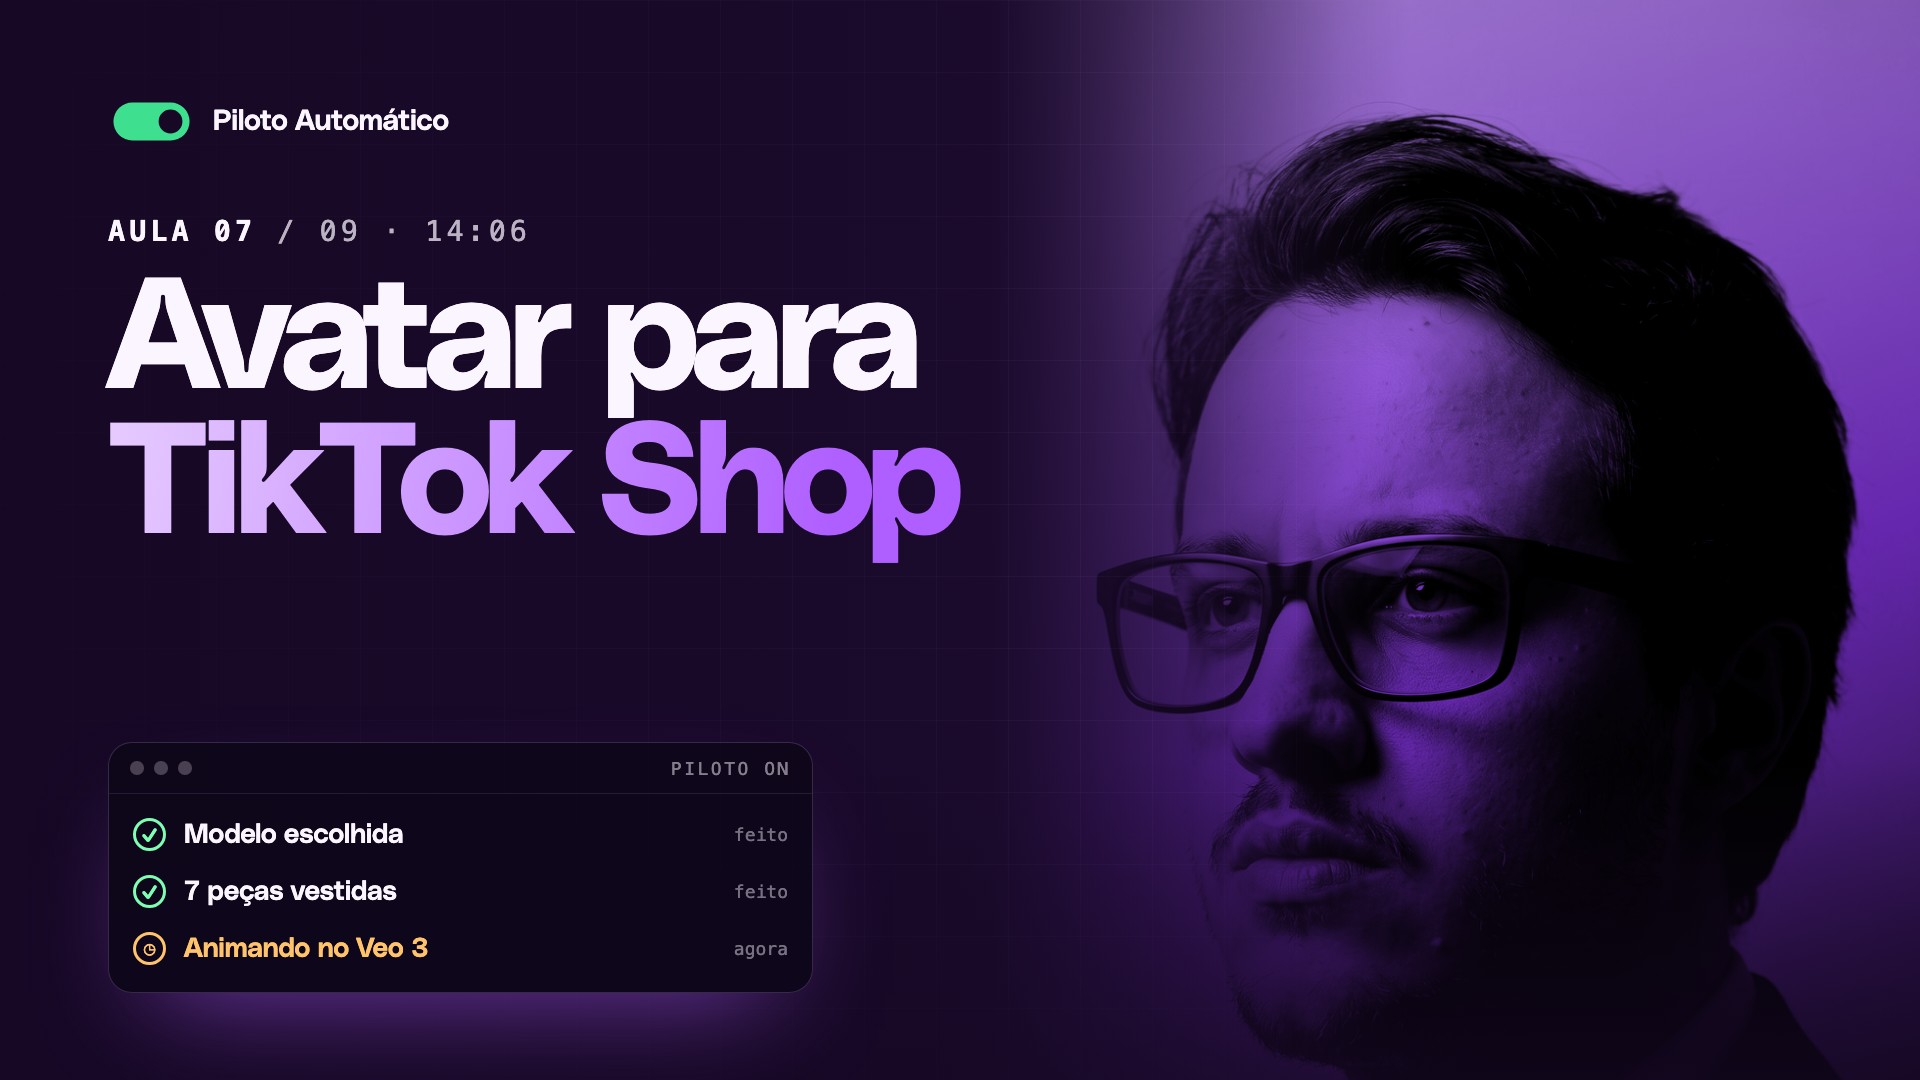 Piloto Automático
AULA 07 / 09 · 14:06
Avatar para
TikTok Shop
PILOTO ON
Modelo escolhida feito
7 peças vestidas feito
Animando no Veo 3 agora